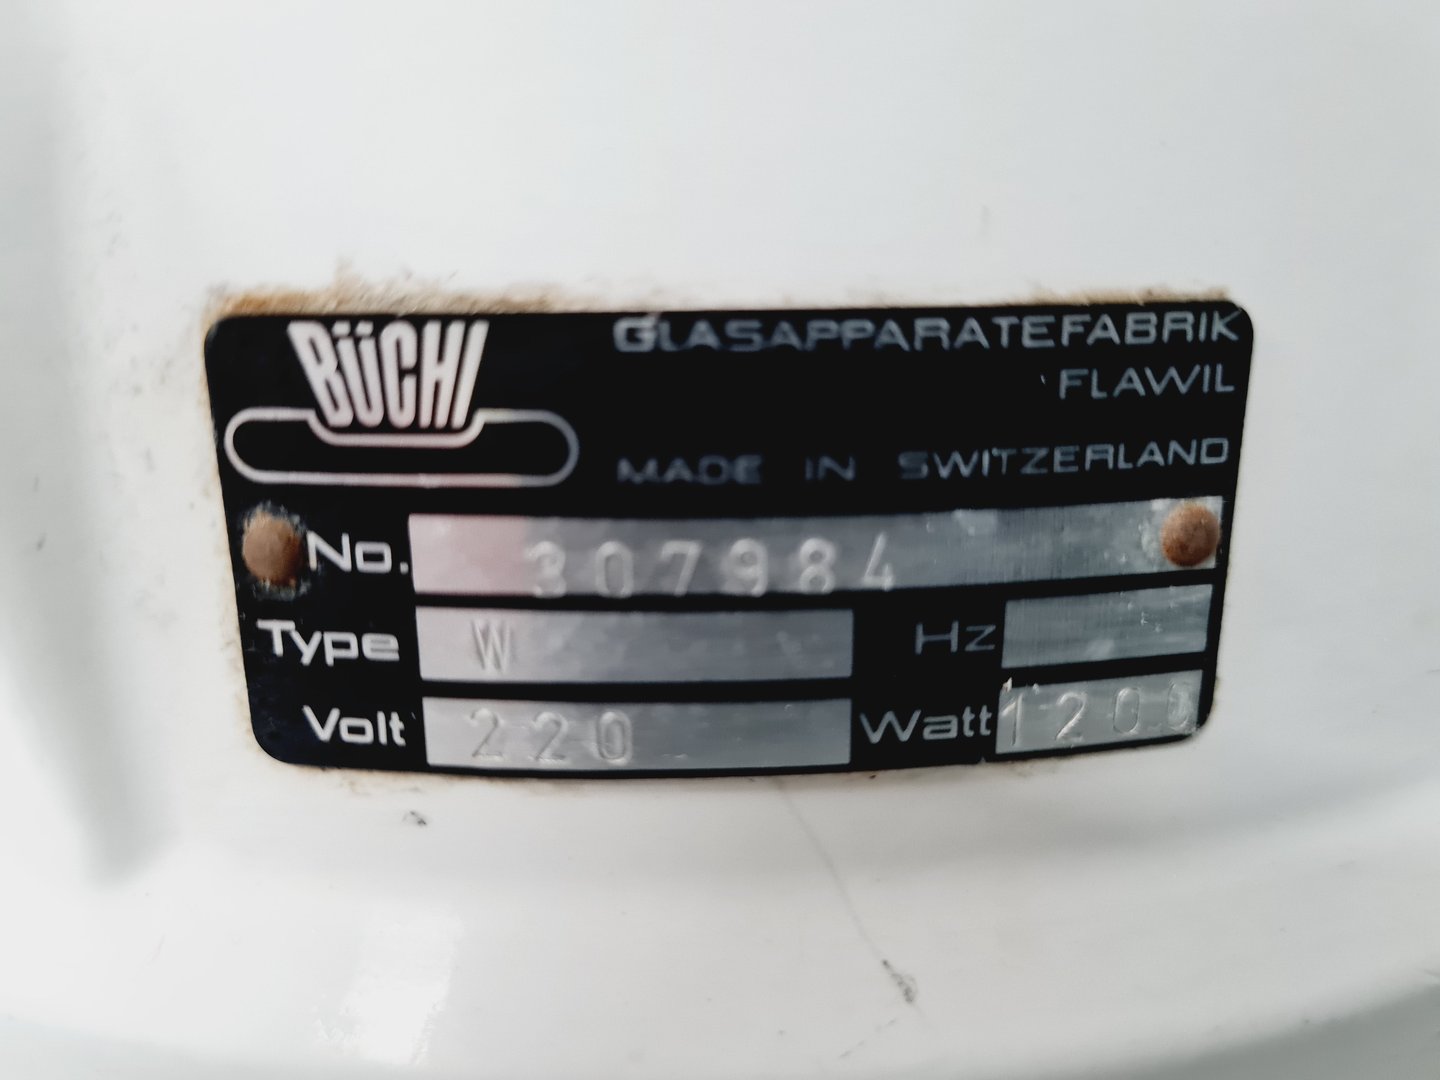 BÜCHI
GLASAPPARATEFABRIK
FLAWIL
MADE IN SWITZERLAND
No. 307984
Type W Hz
Volt 220 Watt 1200